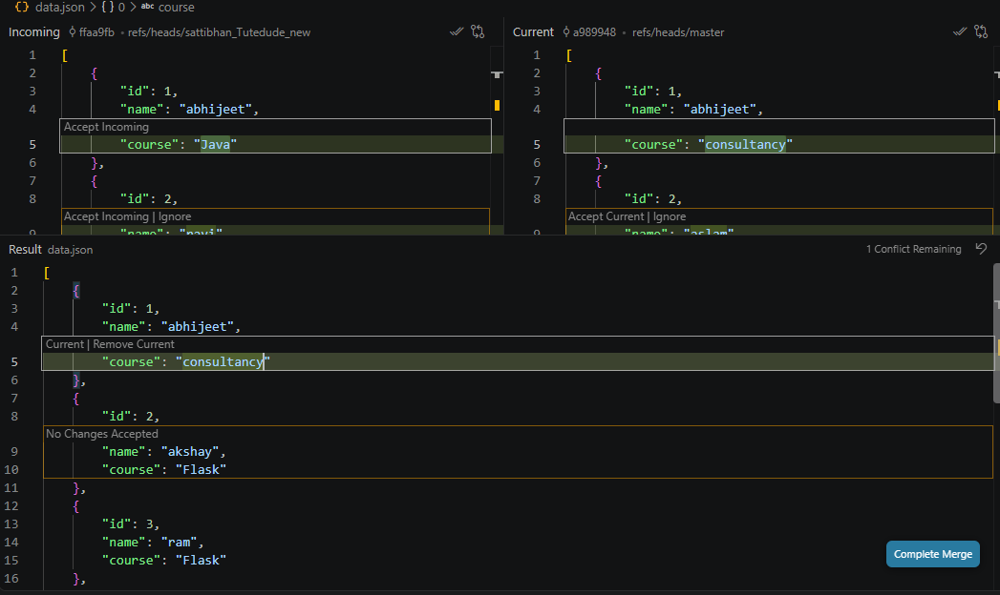 {} data.json > {} 0 > abc course
Incoming ffaa9fb • refs/heads/sattibhan_Tutedude_new
1 [
2 {
3 "id": 1,
4 "name": "abhijeet",
Accept Incoming
5 "course": "Java"
6 },
7 {
8 "id": 2,
Accept Incoming | Ignore
9 "name": "navi"
Current a989948 • refs/heads/master
1 [
2 {
3 "id": 1,
4 "name": "abhijeet",
5 "course": "consultancy"
6 },
7 {
8 "id": 2,
Accept Current | Ignore
9 "name": "aslam"
Result data.json
1 Conflict Remaining
1 [
2 {
3 "id": 1,
4 "name": "abhijeet",
Current | Remove Current
5 "course": "consultancy"
6 },
7 {
8 "id": 2,
No Changes Accepted
9 "name": "akshay",
10 "course": "Flask"
11 },
12 {
13 "id": 3,
14 "name": "ram",
15 "course": "Flask"
16 },
Complete Merge